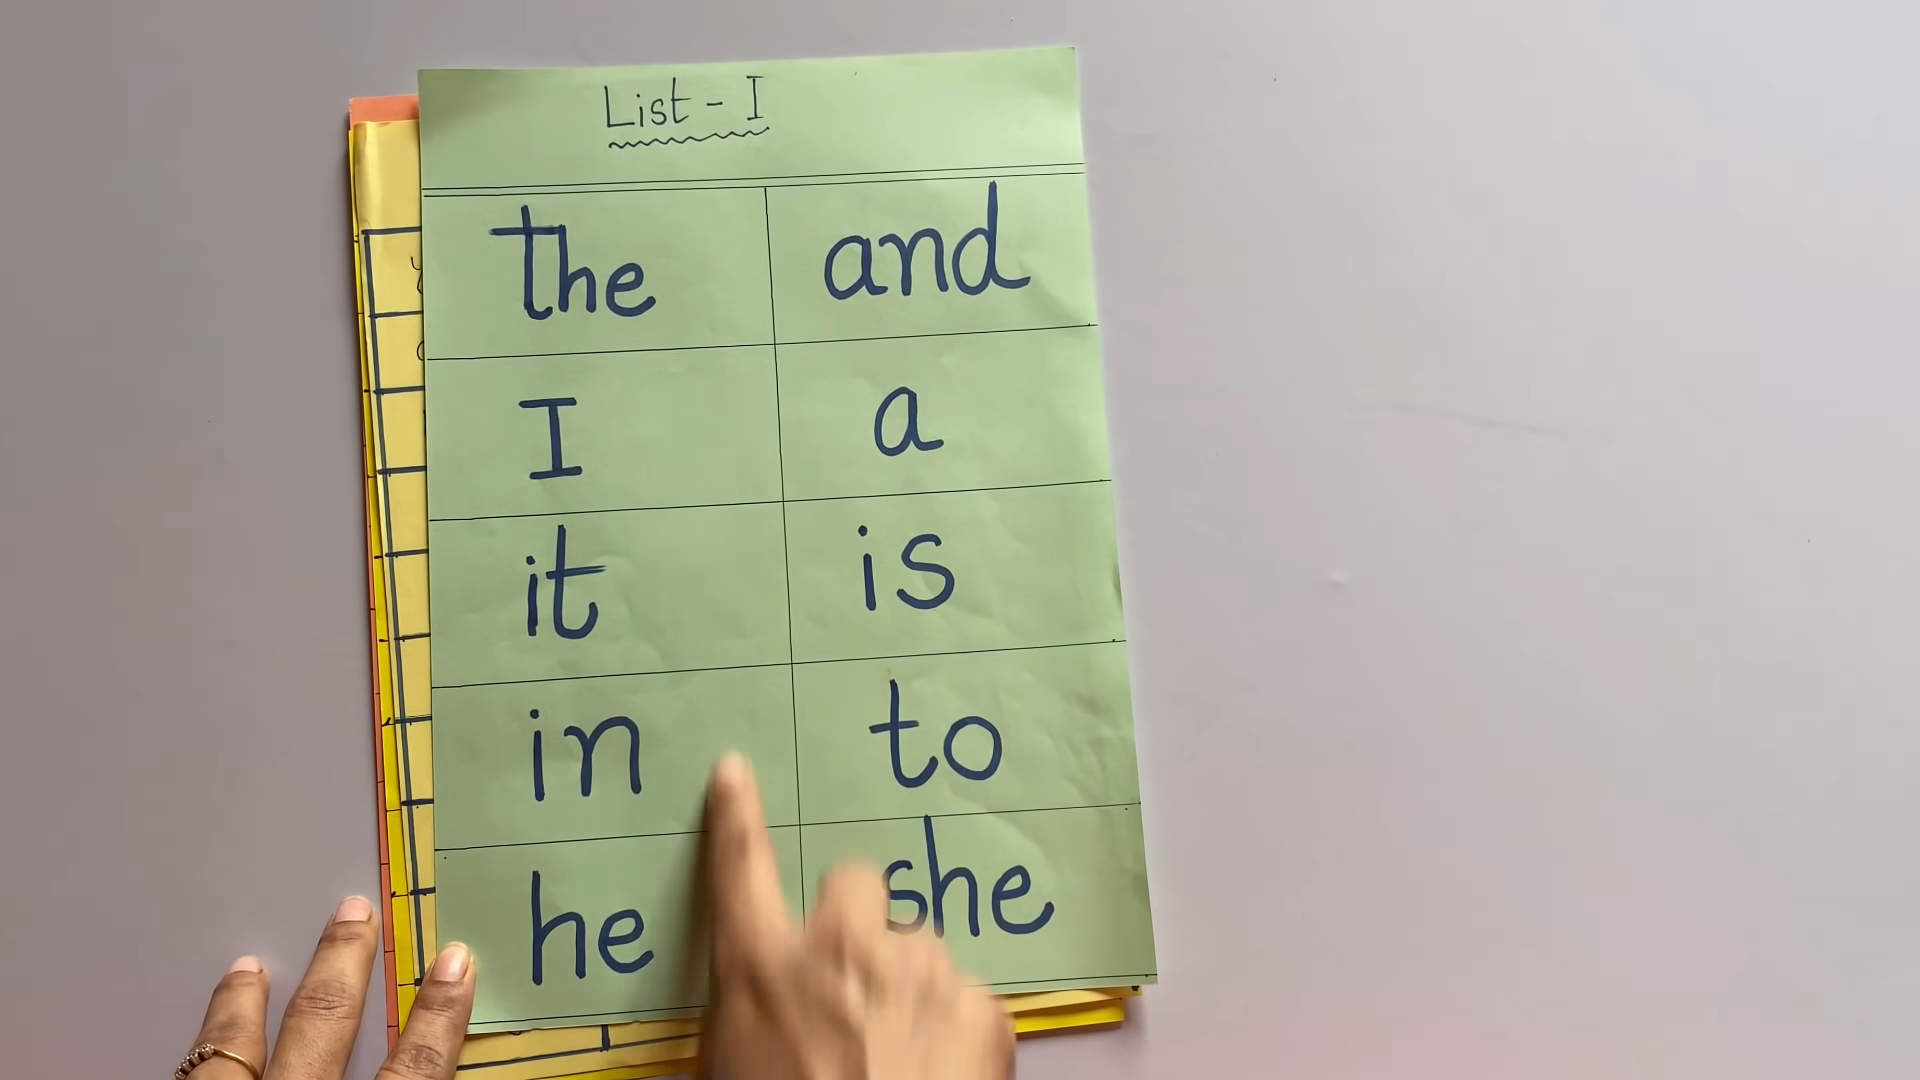 List - I
the and
I a
it is
in to
he she